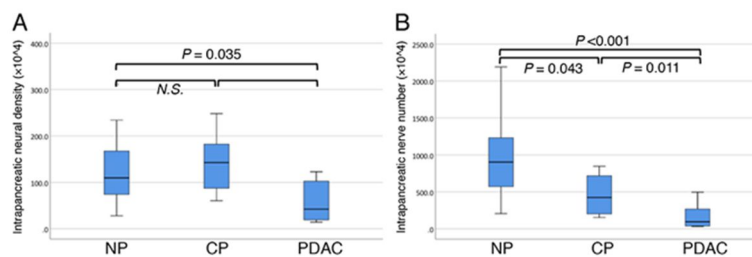 A
Intrapancreatic neural density (×10^4)
400.0
300.0
200.0
100.0
.0
P = 0.035
N.S.
NP CP PDAC
B
Intrapancreatic nerve number (×10^4)
2500.0
2000.0
1500.0
1000.0
500.0
.0
P <0.001
P = 0.043 P = 0.011
NP CP PDAC